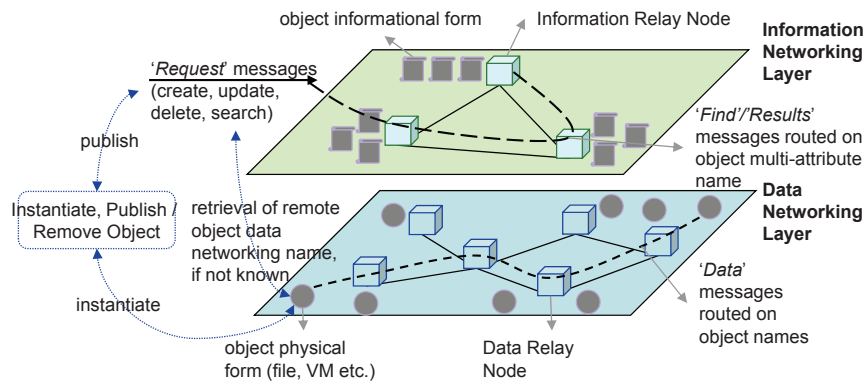 object informational form
Information Relay Node
Information
Networking
Layer
'Request' messages
(create, update,
delete, search)
publish
'Find'/'Results'
messages routed on
object multi-attribute
name
Instantiate, Publish /
Remove Object
retrieval of remote
object data
networking name,
if not known
Data
Networking
Layer
instantiate
'Data'
messages
routed on
object names
object physical
form (file, VM etc.)
Data Relay
Node